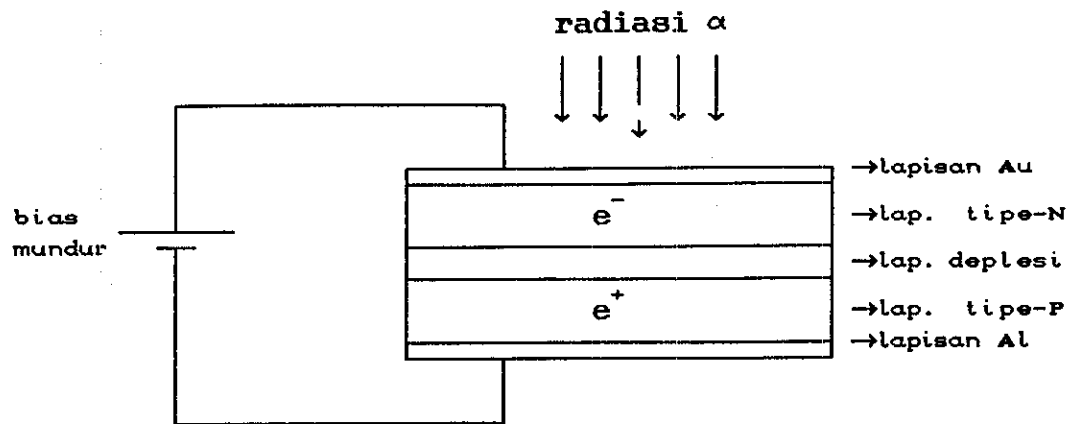 radiasi α
→lapisan Au
e⁻
→lap. tipe-N
bias
mundur
→lap. deplesi
e⁺
→lap. tipe-P
→lapisan Al